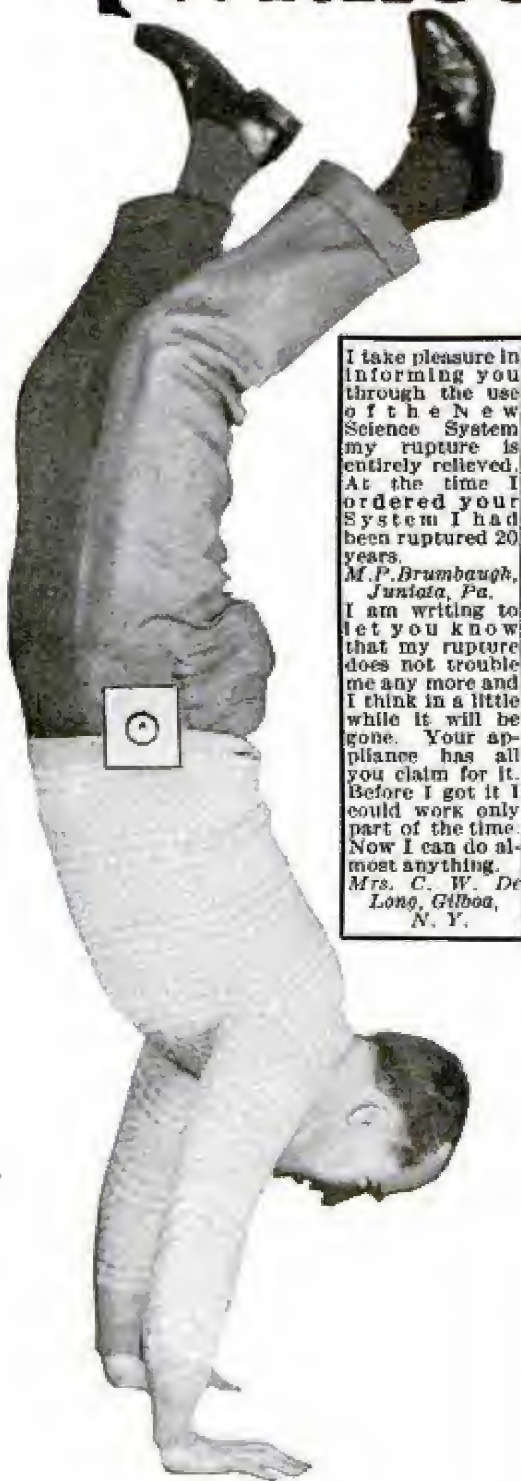 I take pleasure in
informing you
through the use
of the New
Science System
my rupture is
entirely relieved.
At the time I
ordered your
System I had
been ruptured 20
years.
M. P. Brumbaugh,
Juniata, Pa.
I am writing to
let you know
that my rupture
does not trouble
me any more and
I think in a little
while it will be
gone. Your ap-
pliance has all
you claim for it.
Before I got it I
could work only
part of the time.
Now I can do al-
most anything.
Mrs. C. W. De
Long, Gilboa,
N. Y.